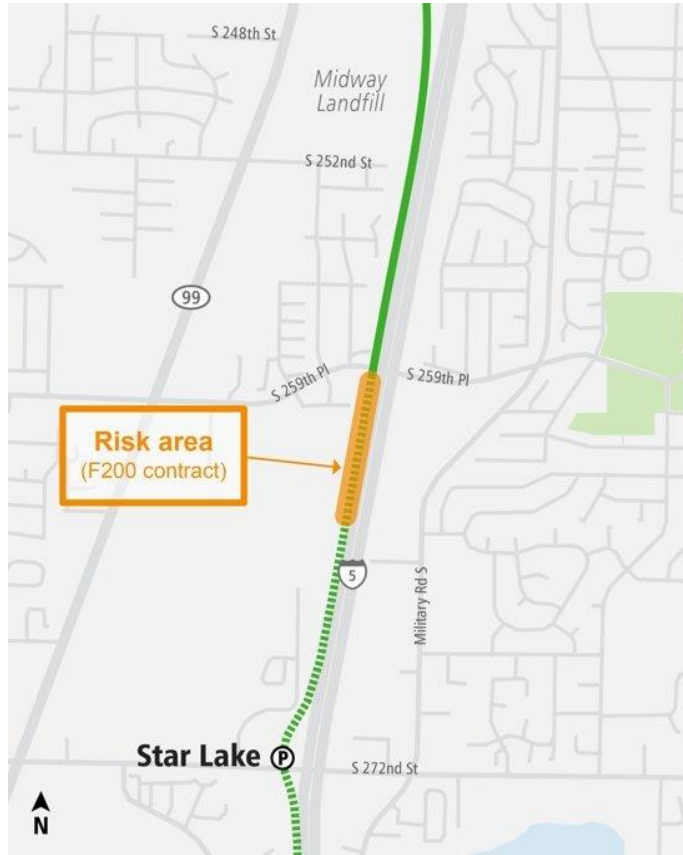 S 248th St
Midway
Landfill
S 252nd St
99
S 259th Pl
S 259th Pl
Risk area
(F200 contract)
5
Military Rd S
Star Lake P
S 272nd St
N